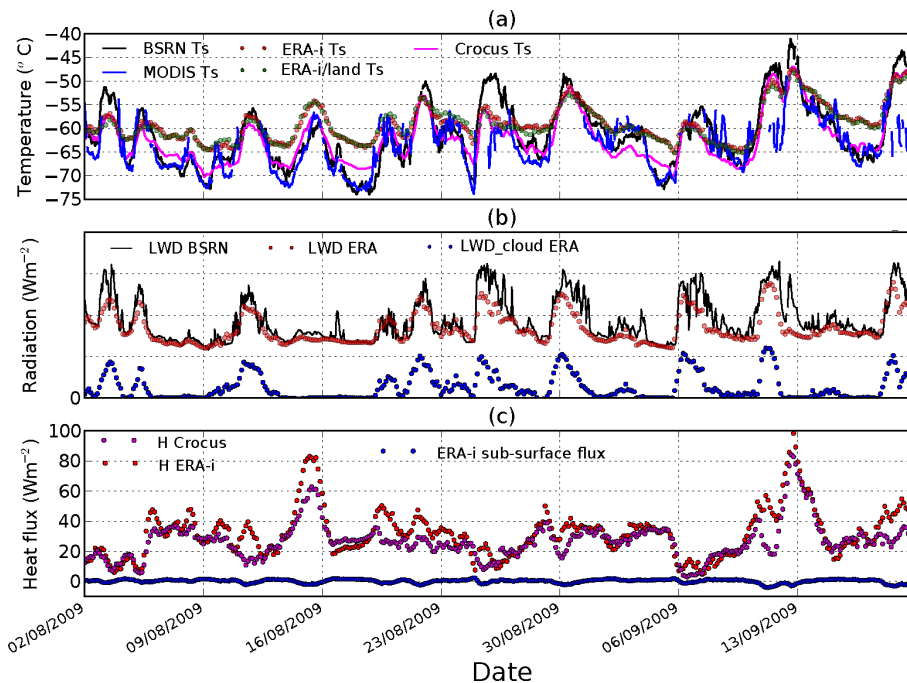 (a)
−40
−45
−50
−55
−60
−65
−70
−75
Temperature (° C)
BSRN Ts
MODIS Ts
ERA-i Ts
ERA-i/land Ts
Crocus Ts
(b)
Radiation (Wm−2)
0
LWD BSRN
LWD ERA
LWD_cloud ERA
(c)
100
80
60
40
20
0
Heat flux (Wm−2)
H Crocus
H ERA-i
ERA-i sub-surface flux
02/08/2009
09/08/2009
16/08/2009
23/08/2009
30/08/2009
06/09/2009
13/09/2009
Date